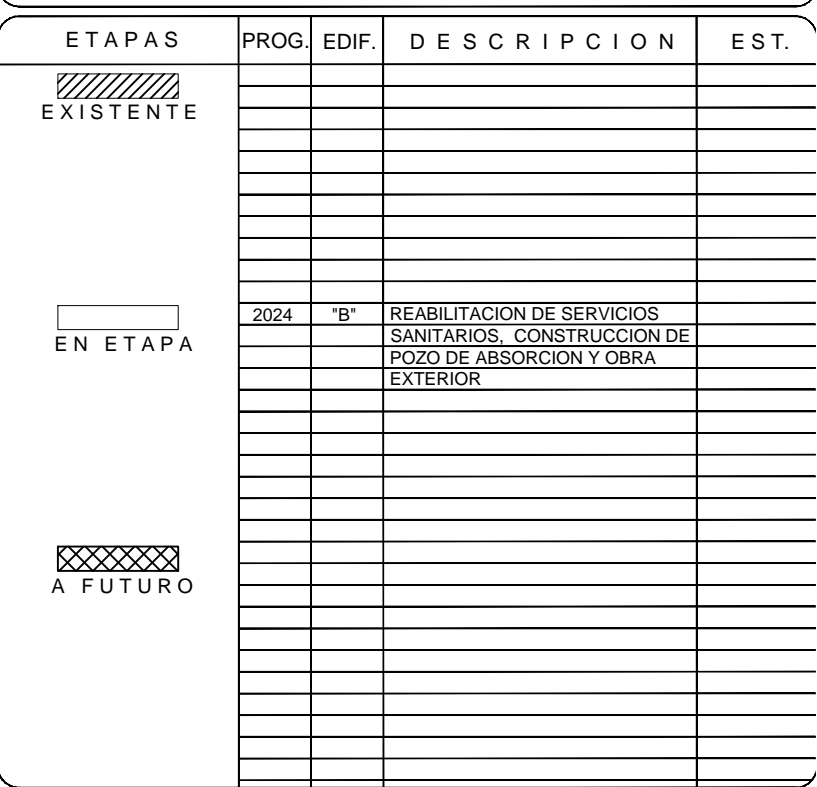 ETAPAS PROG. EDIF. DESCRIPCION EST.
EXISTENTE
2024 "B" REABILITACION DE SERVICIOS
SANITARIOS, CONSTRUCCION DE
EN ETAPA
POZO DE ABSORCION Y OBRA
EXTERIOR
A FUTURO